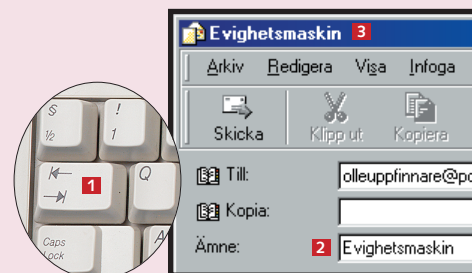 Evighetsmaskin 3
Arkiv Redigera Visa Infoga
Skicka Klipp ut Kopiera
Till: olleuppfinnare@po
Kopia:
Ämne: 2 Evighetsmaskin
§ !
½ 1
1 Q
Caps A
Lock